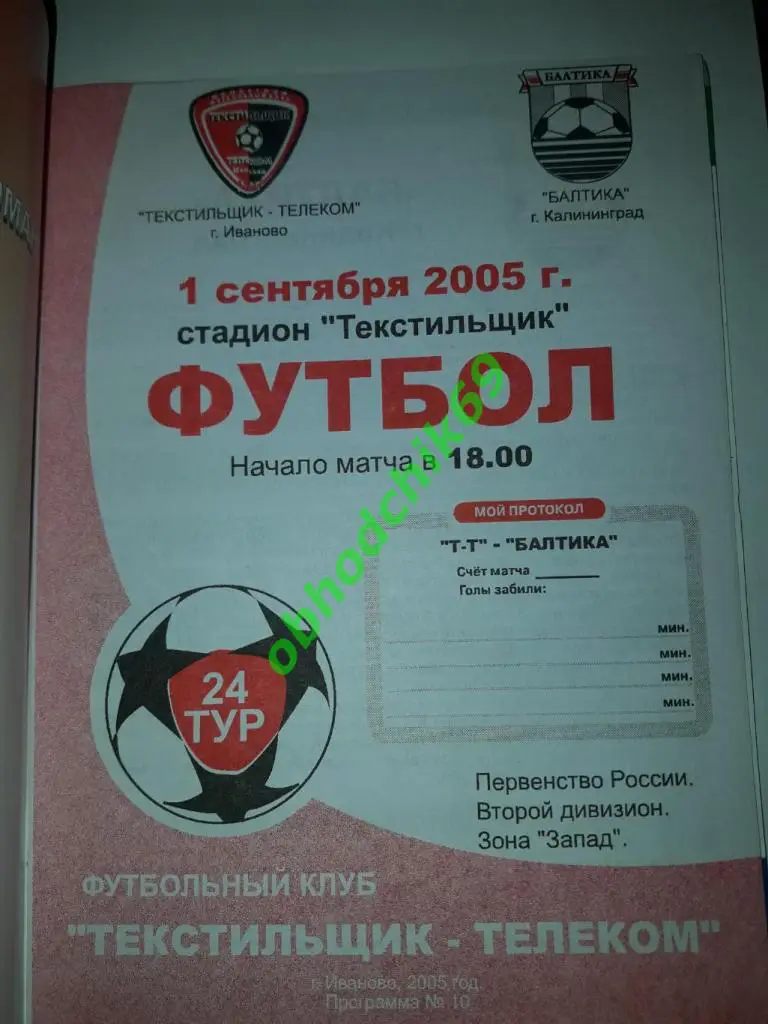 БАЛТИКА
ТЕКСТИЛЬЩИК
ТЕЛЕКОМ
"ТЕКСТИЛЬЩИК - ТЕЛЕКОМ"
г. Иваново
"БАЛТИКА"
г. Калининград
1 сентября 2005 г.
стадион "Текстильщик"
ФУТБОЛ
Начало матча в 18.00
МОЙ ПРОТОКОЛ
"Т-Т" - "БАЛТИКА"
Счёт матча
Голы забили:
мин.
мин.
мин.
мин.
obhodchik69
24
ТУР
Первенство России.
Второй дивизион.
Зона "Запад".
ФУТБОЛЬНЫЙ КЛУБ
"ТЕКСТИЛЬЩИК - ТЕЛЕКОМ"
г. Иваново, 2005 год.
Программа № 10